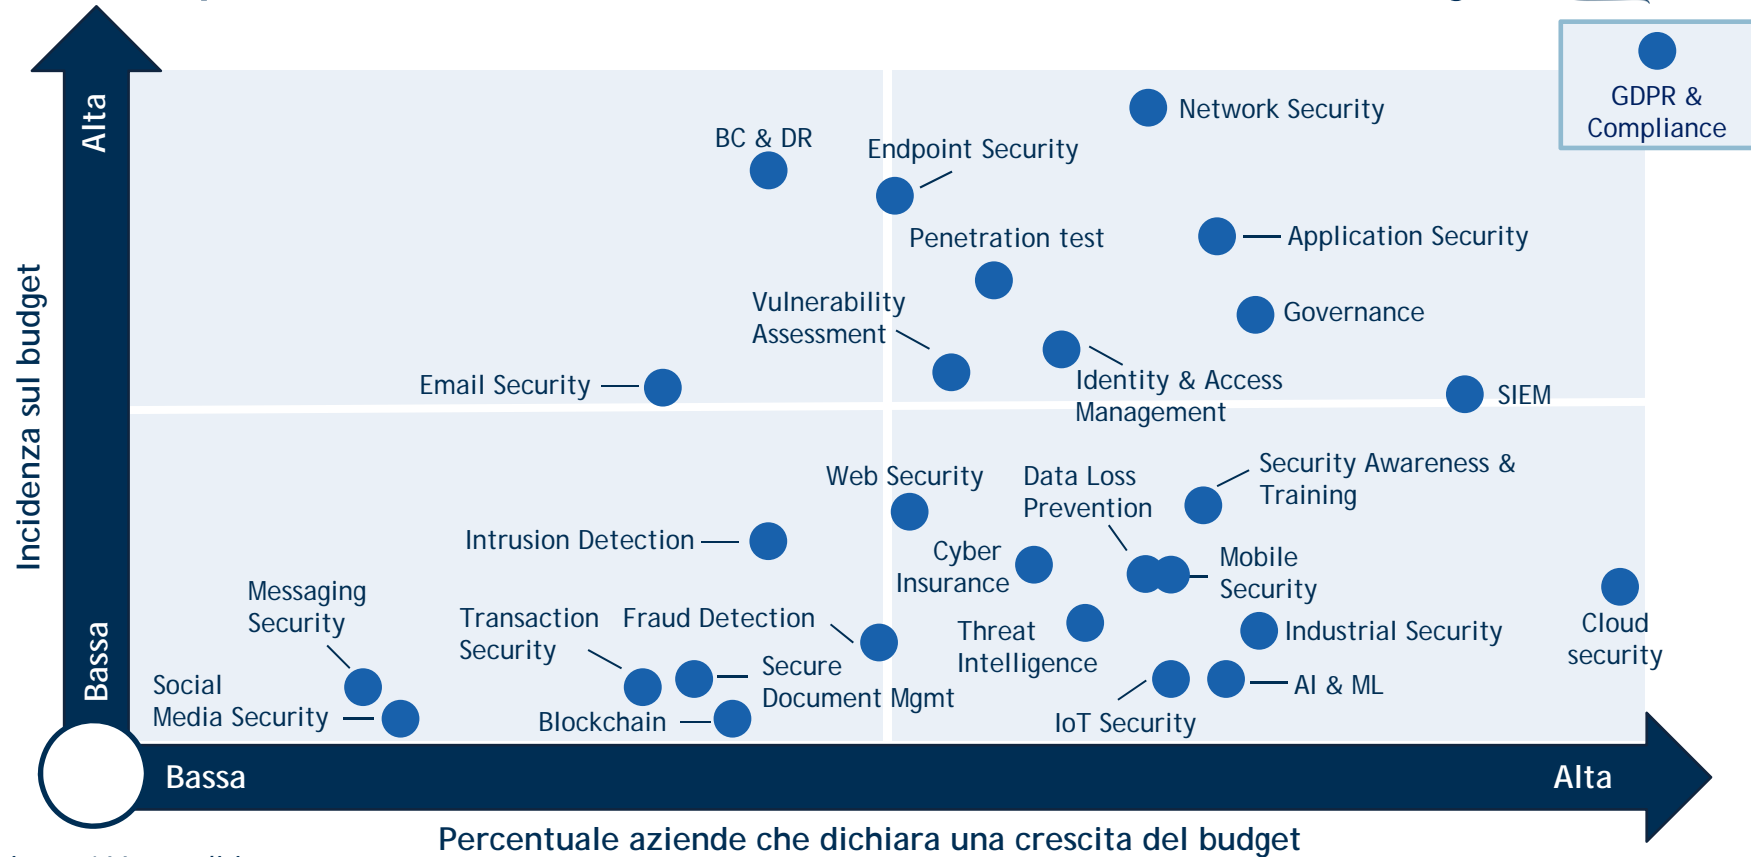 GDPR &
Compliance
Alta
Network Security
BC & DR
Endpoint Security
Penetration test
Application Security
Vulnerability
Assessment
Governance
Identity & Access
Management
Email Security
SIEM
Incidenza sul budget
Web Security
Data Loss
Prevention
Security Awareness &
Training
Intrusion Detection
Cyber
Insurance
Mobile
Security
Messaging
Security
Transaction
Security
Fraud Detection
Threat
Intelligence
Industrial Security
Cloud
security
Bassa
Social
Media Security
Secure
Document Mgmt
Blockchain
IoT Security
AI & ML
Bassa
Alta
Percentuale aziende che dichiara una crescita del budget